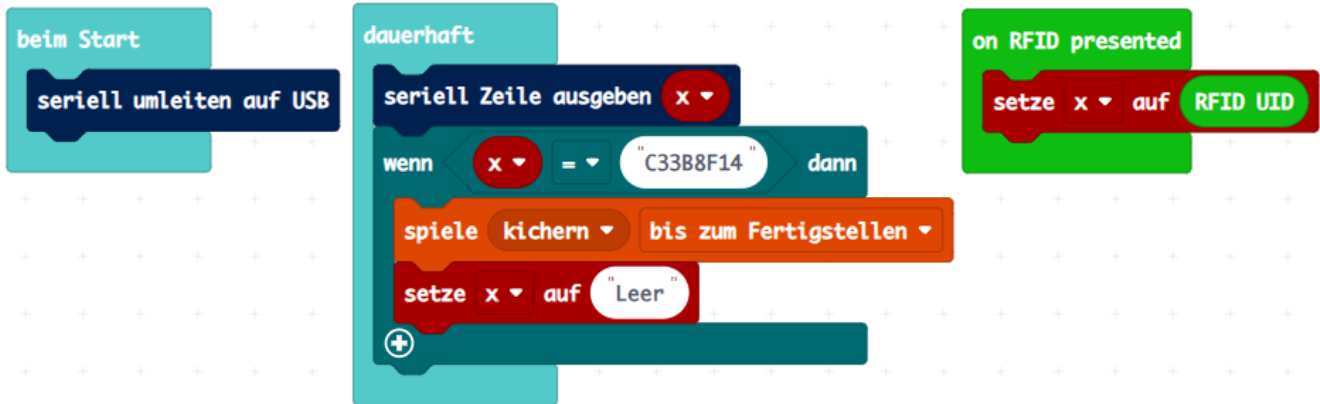 beim Start
seriell umleiten auf USB
dauerhaft
seriell Zeile ausgeben x
wenn x = "C33B8F14" dann
spiele kichern bis zum Fertigstellen
setze x auf "Leer"
on RFID presented
setze x auf RFID UID